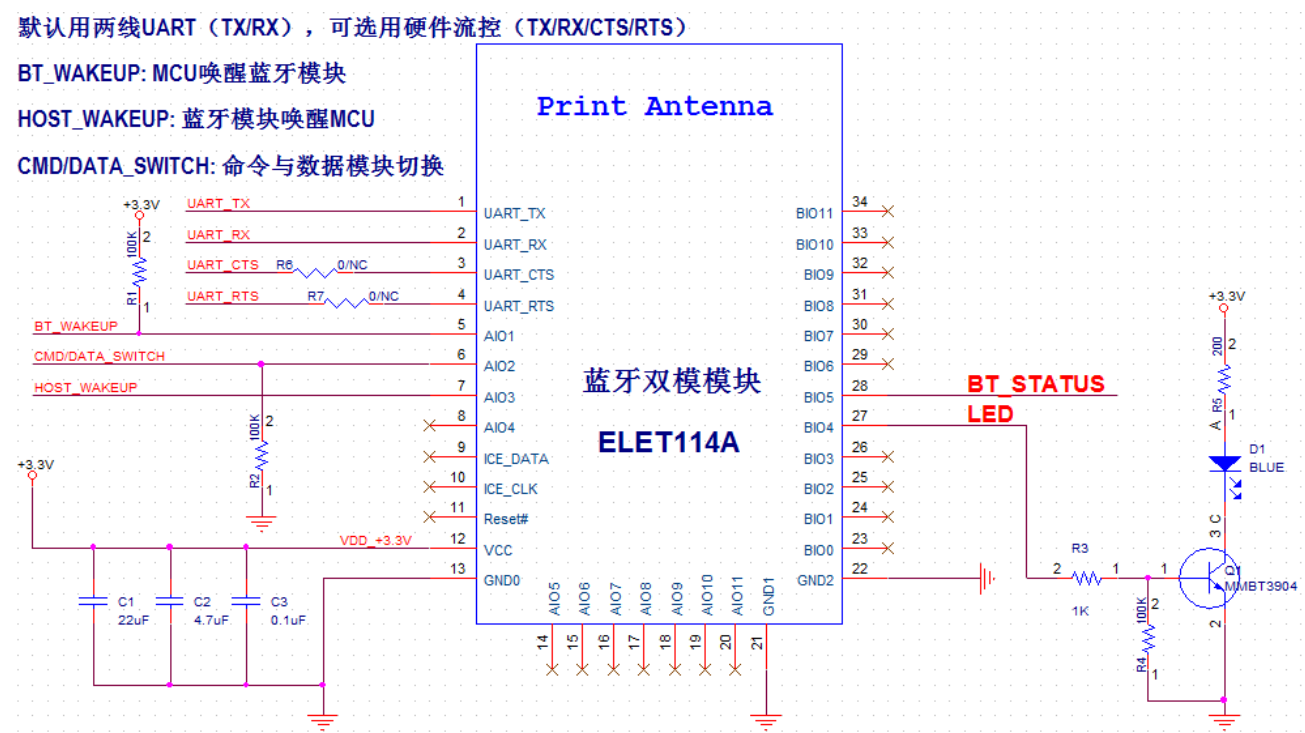 默认用两线UART（TX/RX），可选用硬件流控（TX/RX/CTS/RTS）
BT_WAKEUP: MCU唤醒蓝牙模块
HOST_WAKEUP: 蓝牙模块唤醒MCU
CMD/DATA_SWITCH: 命令与数据模块切换
Print Antenna
蓝牙双模模块
ELET114A
+3.3V
2
100K
R1
1
UART_TX
UART_RX
UART_CTS R6 0/NC
UART_RTS R7 0/NC
BT_WAKEUP
CMD/DATA_SWITCH
HOST_WAKEUP
100K
2
R2
1
+3.3V
VDD_+3.3V
C1
22uF
C2
4.7uF
C3
0.1uF
1 UART_TX
2 UART_RX
3 UART_CTS
4 UART_RTS
5 AIO1
6 AIO2
7 AIO3
8 AIO4
9 ICE_DATA
10 ICE_CLK
11 Reset#
12 VCC
13 GND0
14 AIO5
15 AIO6
16 AIO7
17 AIO8
18 AIO9
19 AIO10
20 AIO11
21 GND1
BIO11 34
BIO10 33
BIO9 32
BIO8 31
BIO7 30
BIO6 29
BIO5 28
BIO4 27
BIO3 26
BIO2 25
BIO1 24
BIO0 23
GND2 22
BT_STATUS
LED
+3.3V
200
2
R5
1
A
D1
BLUE
C
3
R3
2 1
1K
1
Q1
MMBT3904
2
100K
2
R4
1